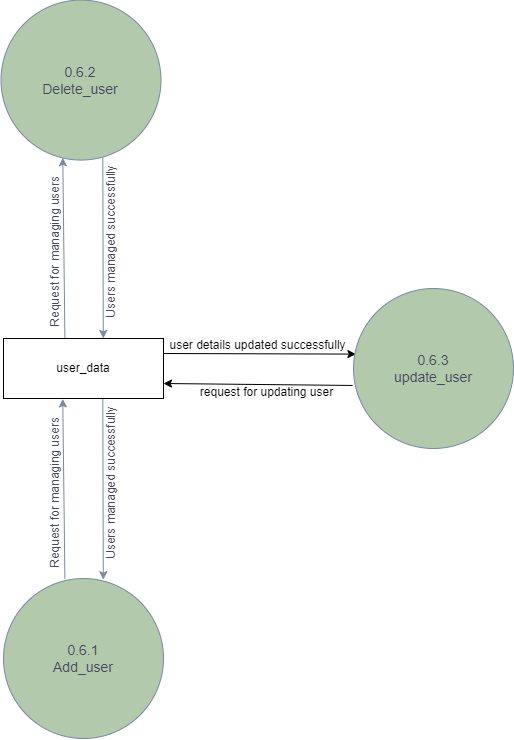 0.6.2
Delete_user
Request for managing users
Users managed successfully
user details updated successfully
user_data
request for updating user
0.6.3
update_user
Request for managing users
Users managed successfully
0.6.1
Add_user